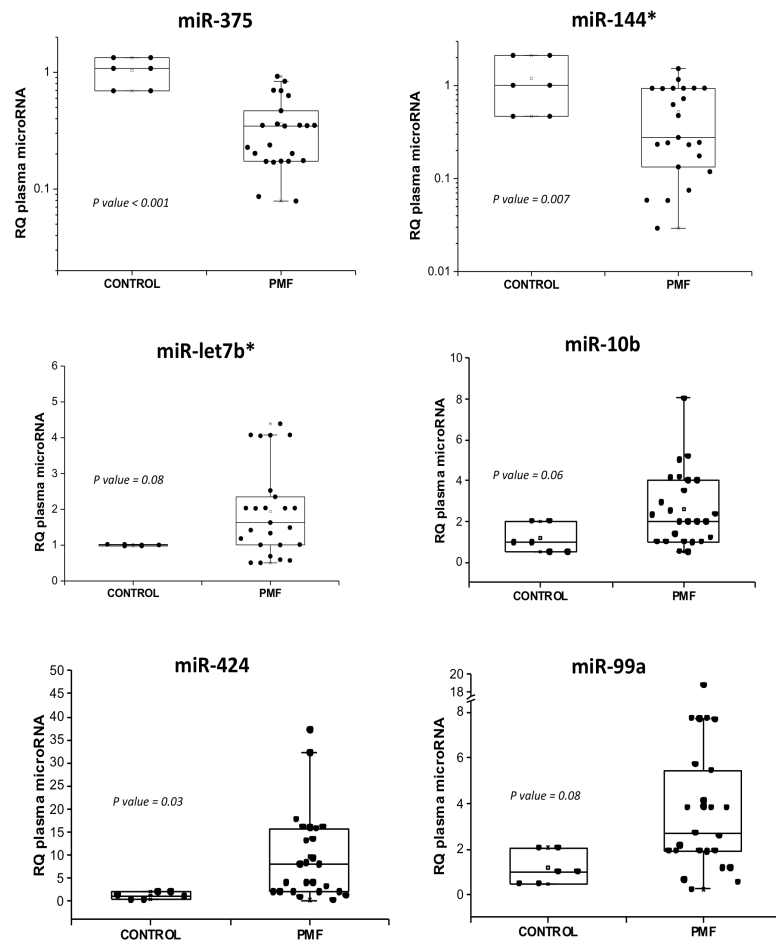 miR-375
RQ plasma microRNA
1
0.1
P value < 0.001
CONTROL
PMF
miR-144*
RQ plasma microRNA
1
0.1
0.01
P value = 0.007
CONTROL
PMF
miR-let7b*
RQ plasma microRNA
6
5
4
3
2
1
0
P value = 0.08
CONTROL
PMF
miR-10b
RQ plasma microRNA
10
8
6
4
2
0
P value = 0.06
CONTROL
PMF
miR-424
RQ plasma microRNA
50
45
40
35
30
25
20
15
10
5
0
P value = 0.03
CONTROL
PMF
miR-99a
RQ plasma microRNA
20
18
8
6
4
2
0
P value = 0.08
CONTROL
PMF